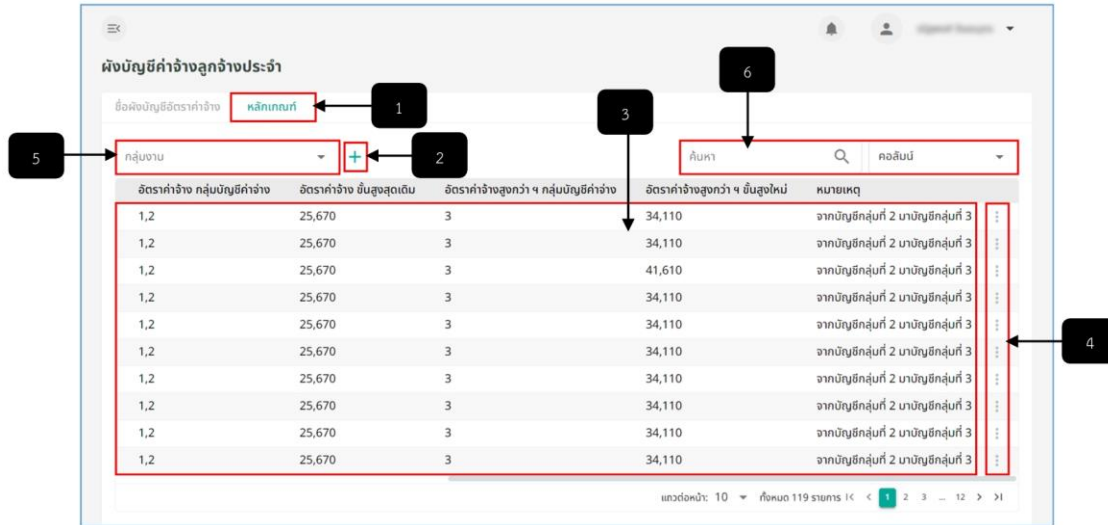 ผังบัญชีค่าจ้างลูกจ้างประจำ
6
ชื่อผังบัญชีอัตราค่าจ้าง หลักเกณฑ์ 1
3
5 กลุ่มงาน + 2 ค้นหา คอลัมน์
อัตราค่าจ้าง กลุ่มบัญชีค่าจ้าง อัตราค่าจ้าง ขั้นสูงสุดเดิม อัตราค่าจ้างสูงกว่า ฯ กลุ่มบัญชีค่าจ้าง อัตราค่าจ้างสูงกว่า ฯ ขั้นสูงใหม่ หมายเหตุ
1,2 25,670 3 34,110 จากบัญชีกลุ่มที่ 2 มาบัญชีกลุ่มที่ 3
1,2 25,670 3 34,110 จากบัญชีกลุ่มที่ 2 มาบัญชีกลุ่มที่ 3
1,2 25,670 3 41,610 จากบัญชีกลุ่มที่ 2 มาบัญชีกลุ่มที่ 3
1,2 25,670 3 34,110 จากบัญชีกลุ่มที่ 2 มาบัญชีกลุ่มที่ 3
1,2 25,670 3 34,110 จากบัญชีกลุ่มที่ 2 มาบัญชีกลุ่มที่ 3
1,2 25,670 3 34,110 จากบัญชีกลุ่มที่ 2 มาบัญชีกลุ่มที่ 3 4
1,2 25,670 3 34,110 จากบัญชีกลุ่มที่ 2 มาบัญชีกลุ่มที่ 3
1,2 25,670 3 34,110 จากบัญชีกลุ่มที่ 2 มาบัญชีกลุ่มที่ 3
1,2 25,670 3 34,110 จากบัญชีกลุ่มที่ 2 มาบัญชีกลุ่มที่ 3
1,2 25,670 3 34,110 จากบัญชีกลุ่มที่ 2 มาบัญชีกลุ่มที่ 3
แถวต่อหน้า: 10 ทั้งหมด 119 รายการ |< < 1 2 3 ... 12 > >|